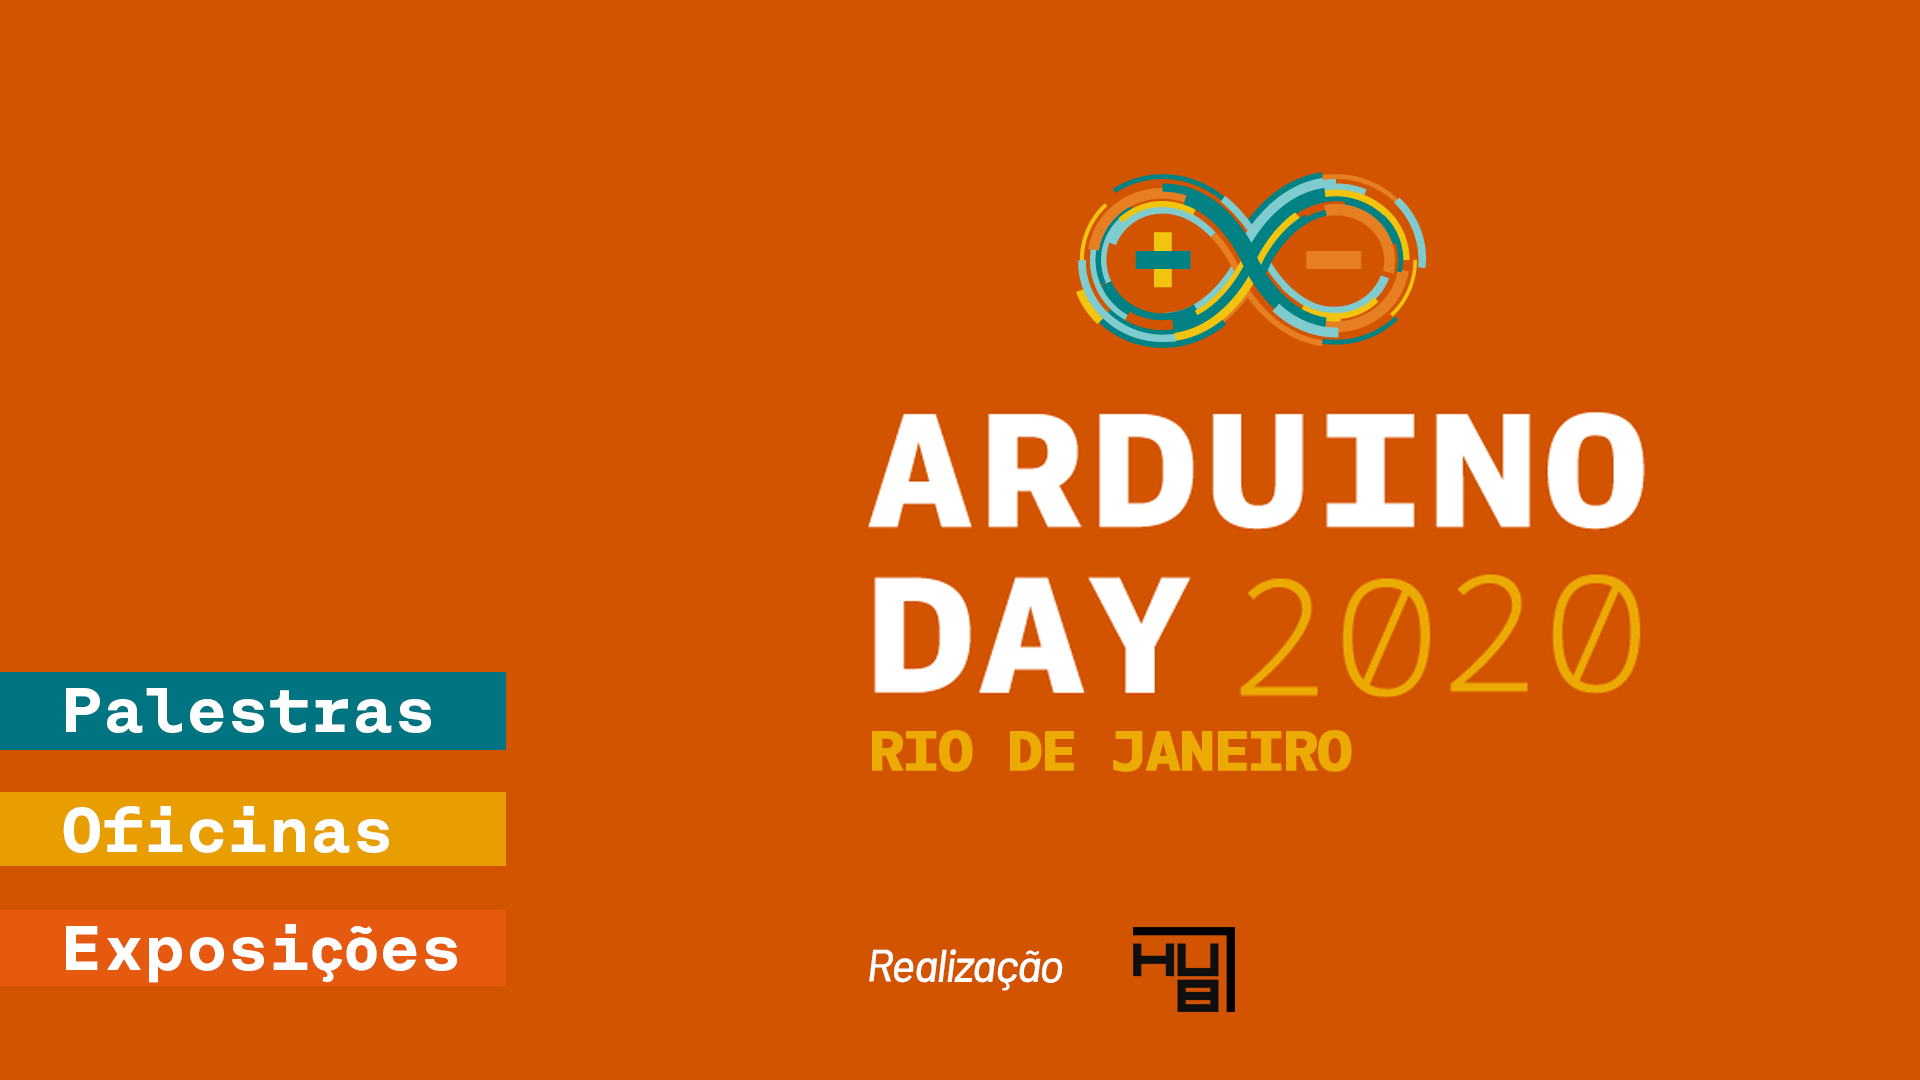 ARDUINO
DAY 2020
RIO DE JANEIRO
Palestras
Oficinas
Exposições
Realização
HUB